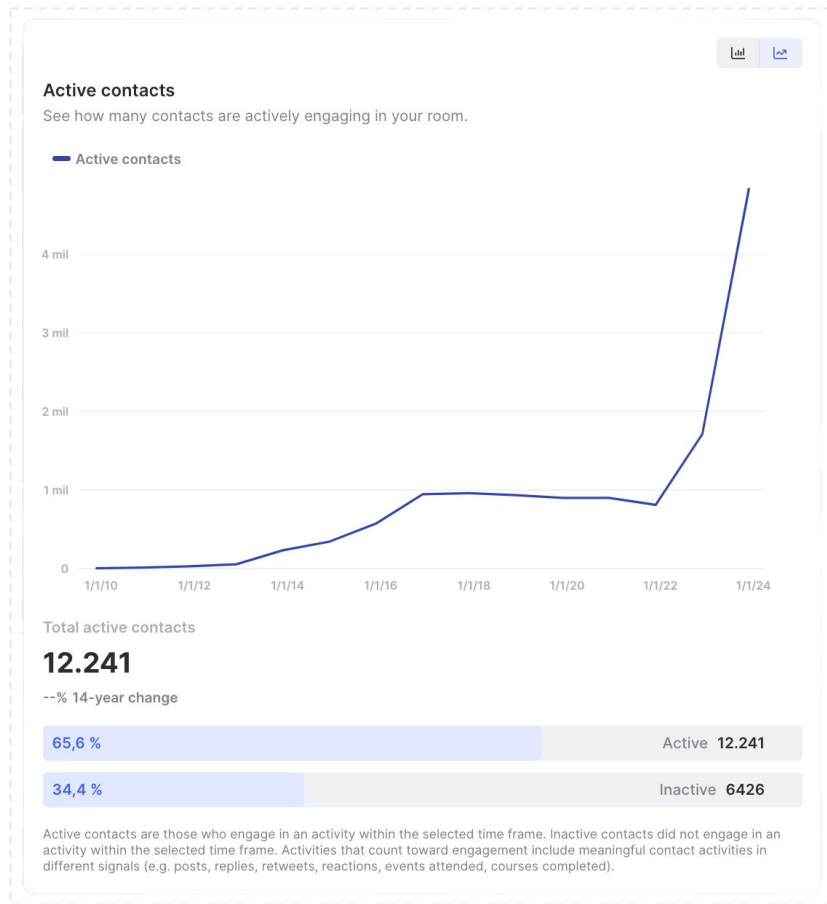 Active contacts
See how many contacts are actively engaging in your room.
Active contacts
4 mil
3 mil
2 mil
1 mil
0
1/1/10 1/1/12 1/1/14 1/1/16 1/1/18 1/1/20 1/1/22 1/1/24
Total active contacts
12.241
--% 14-year change
65,6 % Active 12.241
34,4 % Inactive 6426
Active contacts are those who engage in an activity within the selected time frame. Inactive contacts did not engage in an
activity within the selected time frame. Activities that count toward engagement include meaningful contact activities in
different signals (e.g. posts, replies, retweets, reactions, events attended, courses completed).